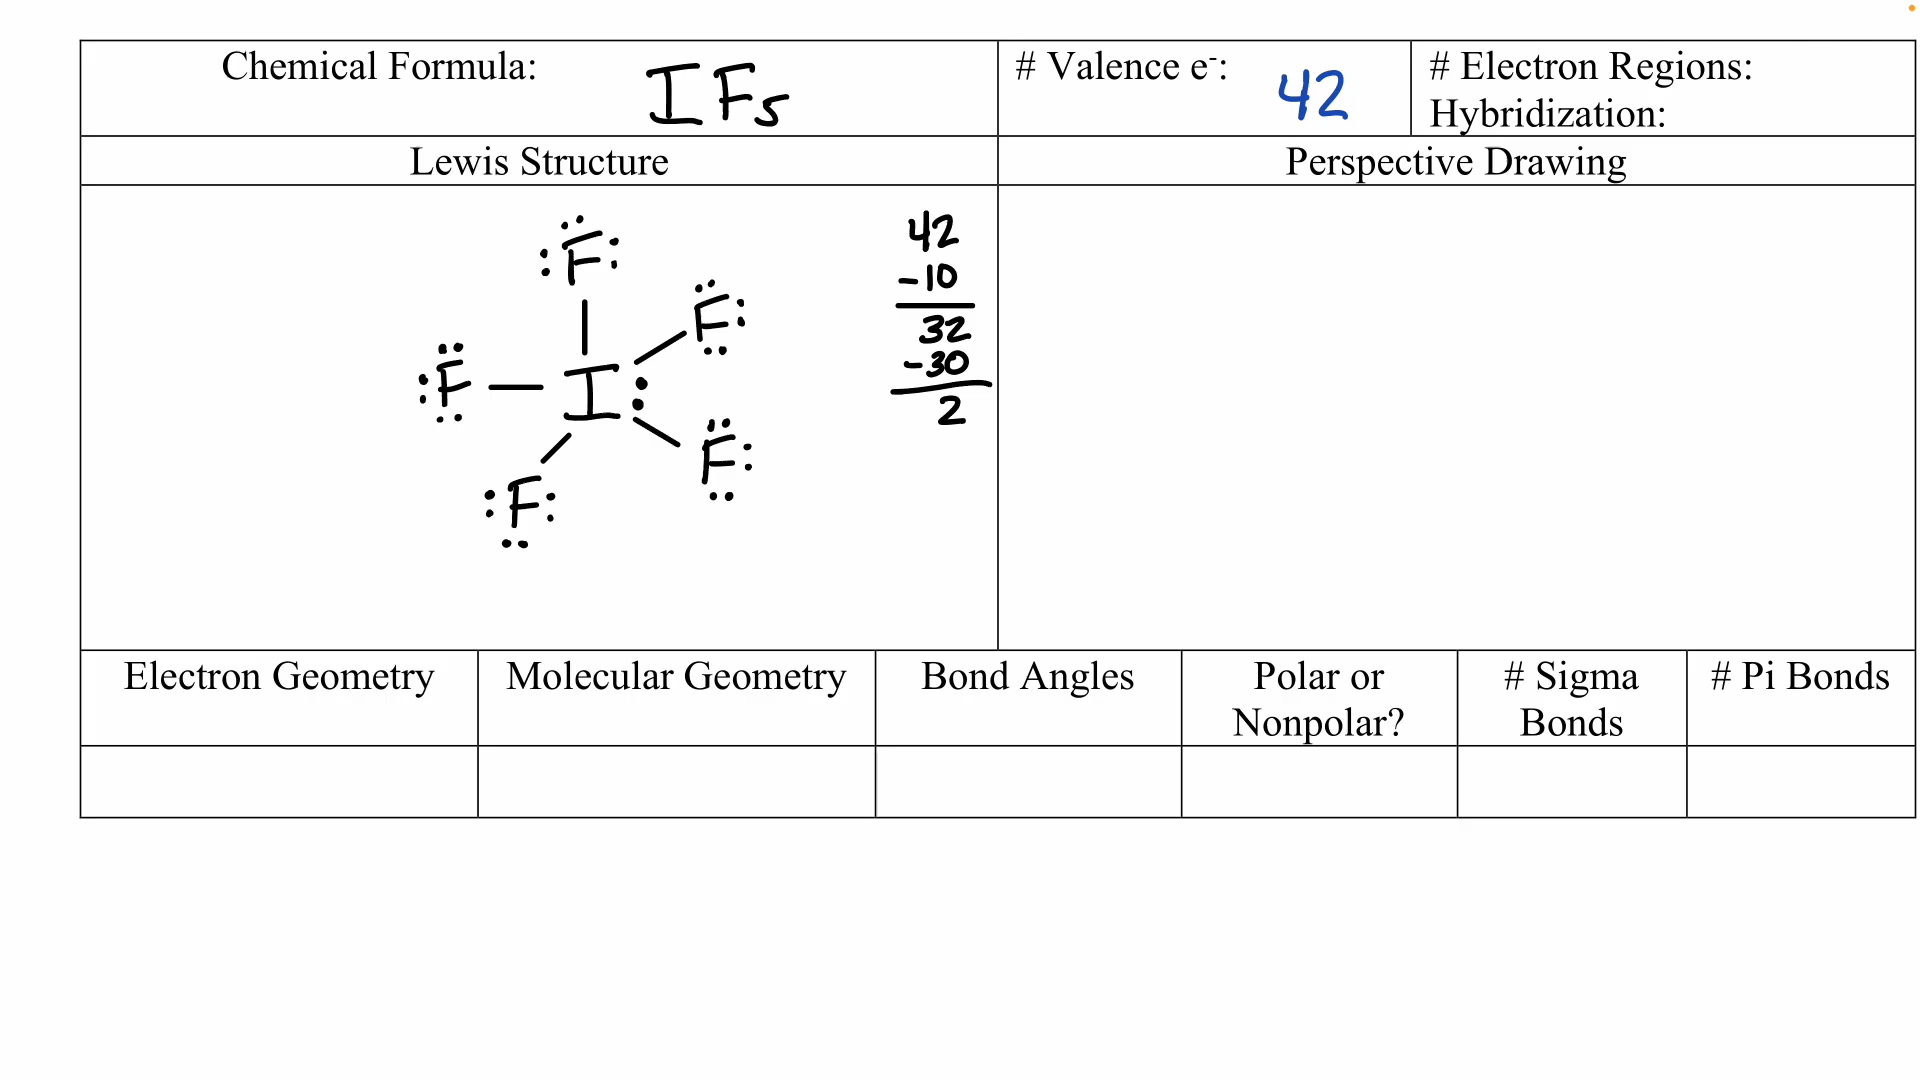 Chemical Formula: IF₅
# Valence e⁻: 42
# Electron Regions:
Hybridization:
Lewis Structure
Perspective Drawing
F
F
F I
F
F
42
-10
32
-30
2
Electron Geometry
Molecular Geometry
Bond Angles
Polar or
Nonpolar?
# Sigma
Bonds
# Pi Bonds